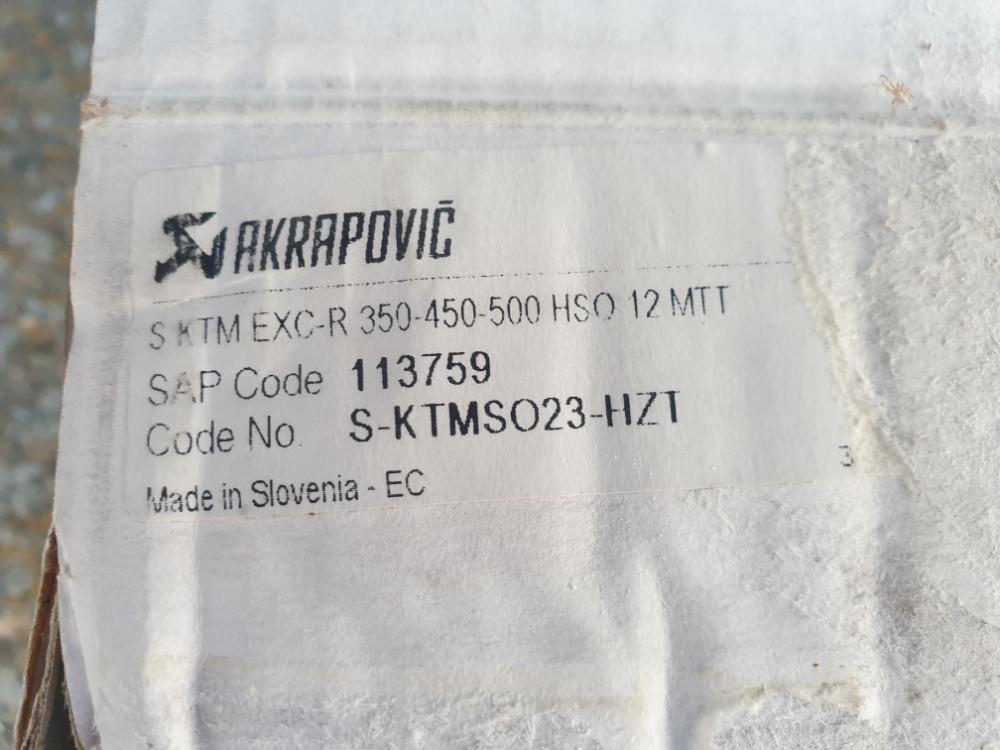 AKRAPOVIČ
S KTM EXC-R 350-450-500 HSO 12 MTT
SAP Code 113759
Code No. S-KTMSO23-HZT
3
Made in Slovenia - EC